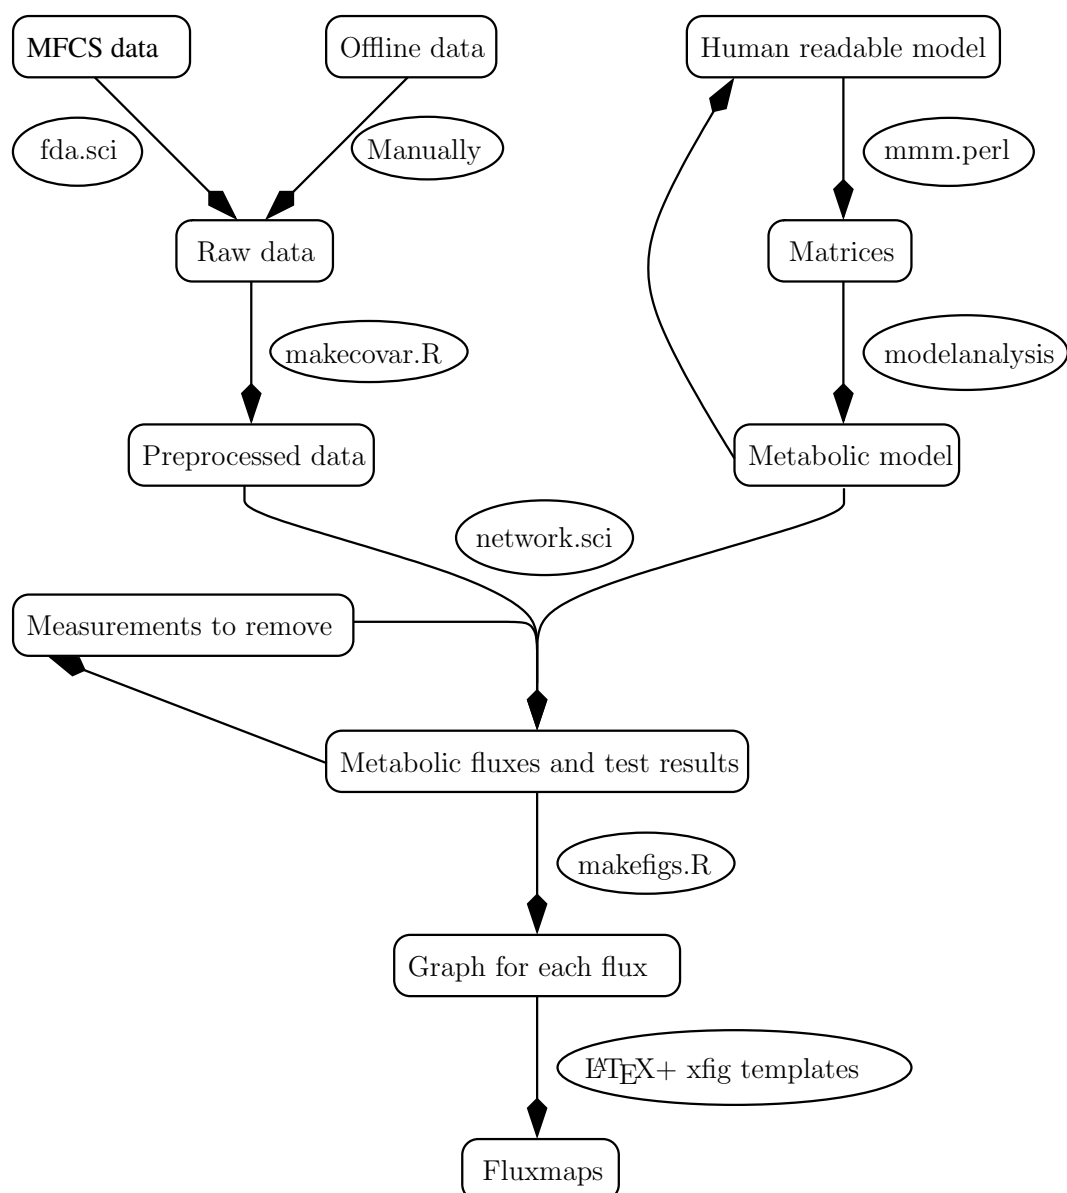 MFCS data
Offline data
Human readable model
fda.sci
Manually
mmm.perl
Raw data
Matrices
makecovar.R
modelanalysis
Preprocessed data
Metabolic model
network.sci
Measurements to remove
Metabolic fluxes and test results
makefigs.R
Graph for each flux
LATEX+ xfig templates
Fluxmaps